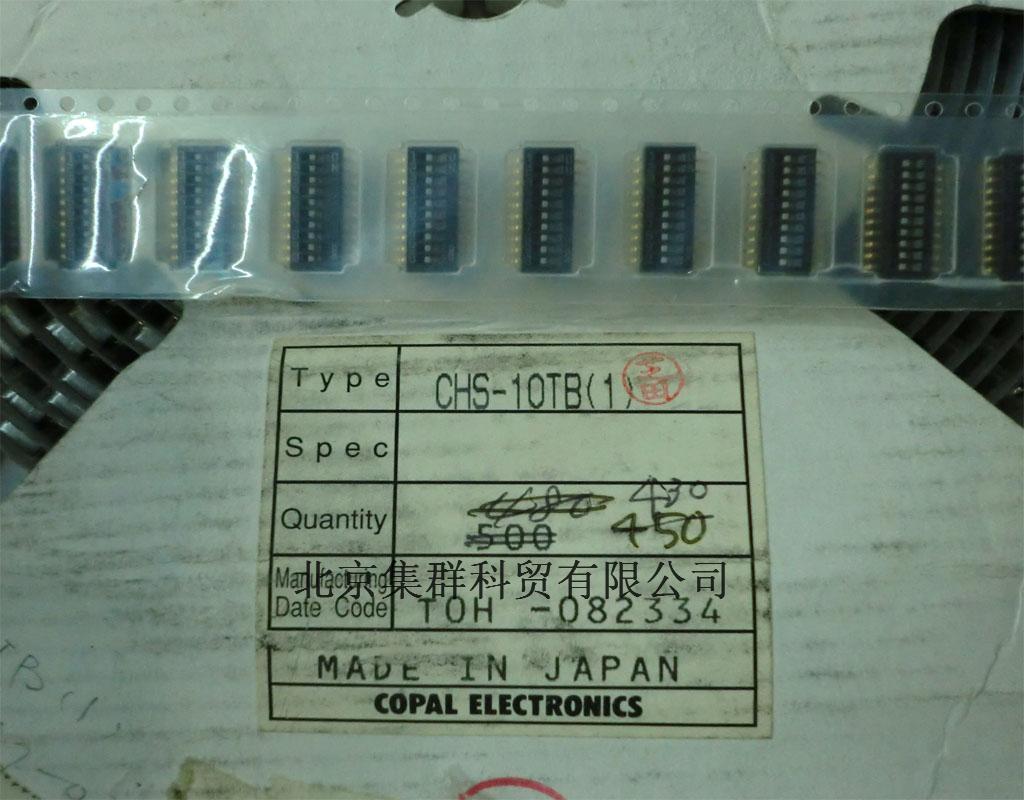 Type CHS-10TB(1)
Spec
480 430
Quantity 500 450
北京集群科贸有限公司
Manufacturing
Date Code TOH -082334
MADE IN JAPAN
COPAL ELECTRONICS
TB